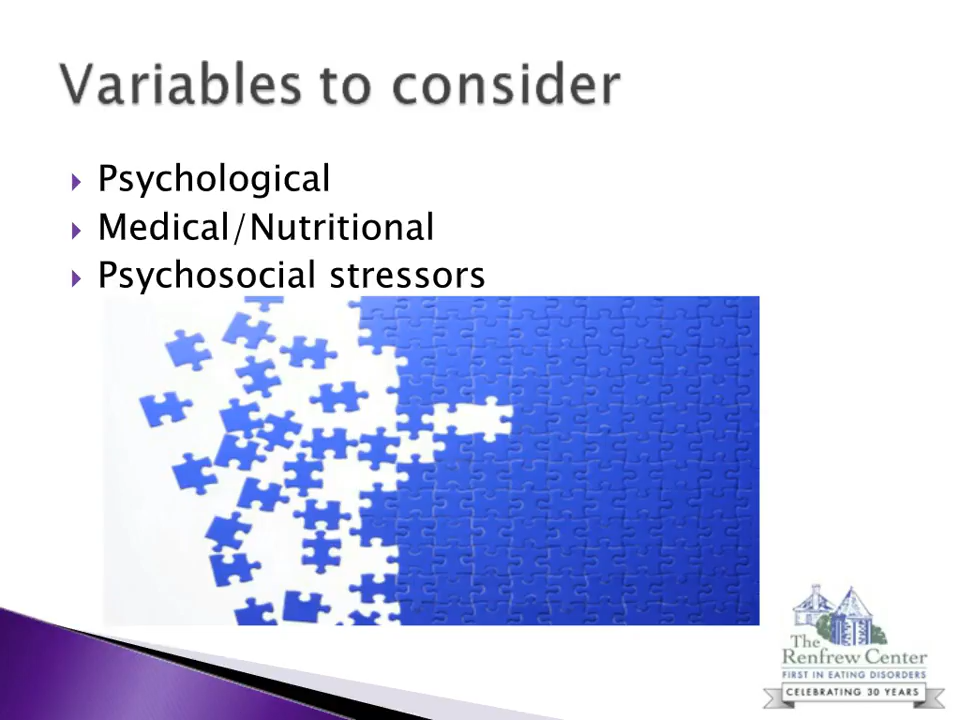 Variables to consider
Psychological
Medical/Nutritional
Psychosocial stressors
The
Renfrew Center
FIRST IN EATING DISORDERS
CELEBRATING 30 YEARS